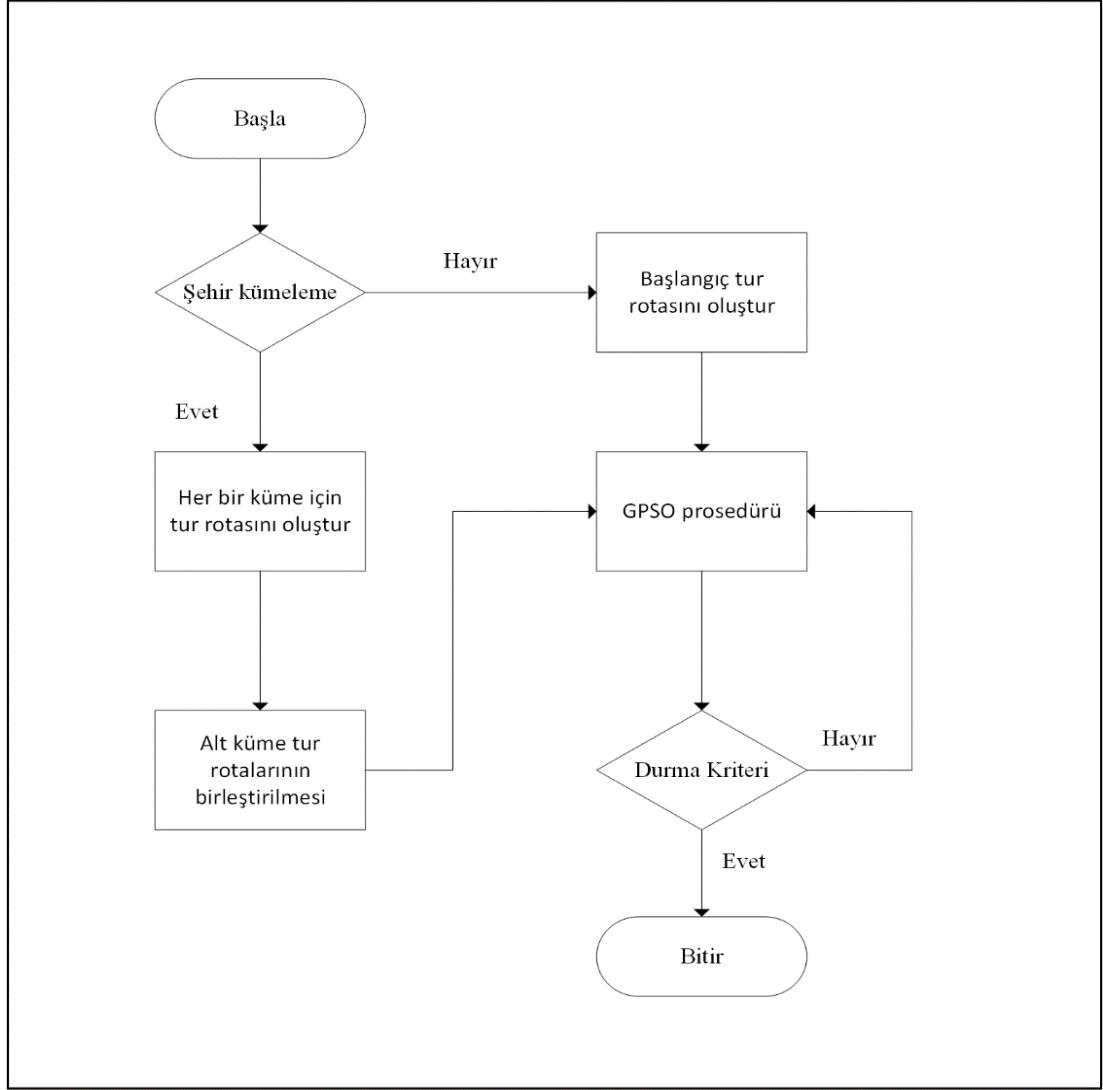 Başla
Şehir kümeleme
Hayır
Başlangıç tur
rotasını oluştur
Evet
Her bir küme için
tur rotasını oluştur
GPSO prosedürü
Alt küme tur
rotalarının
birleştirilmesi
Durma Kriteri
Hayır
Evet
Bitir